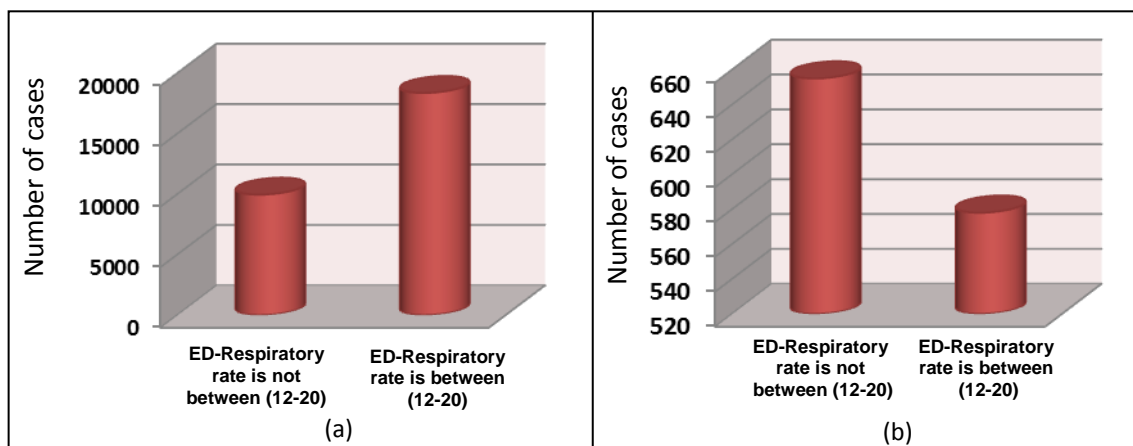 Number of cases
20000
15000
10000
5000
0
ED-Respiratory
rate is not
between (12-20)
ED-Respiratory
rate is between
(12-20)
(a)
Number of cases
660
640
620
600
580
560
540
520
ED-Respiratory
rate is not
between (12-20)
ED-Respiratory
rate is between
(12-20)
(b)